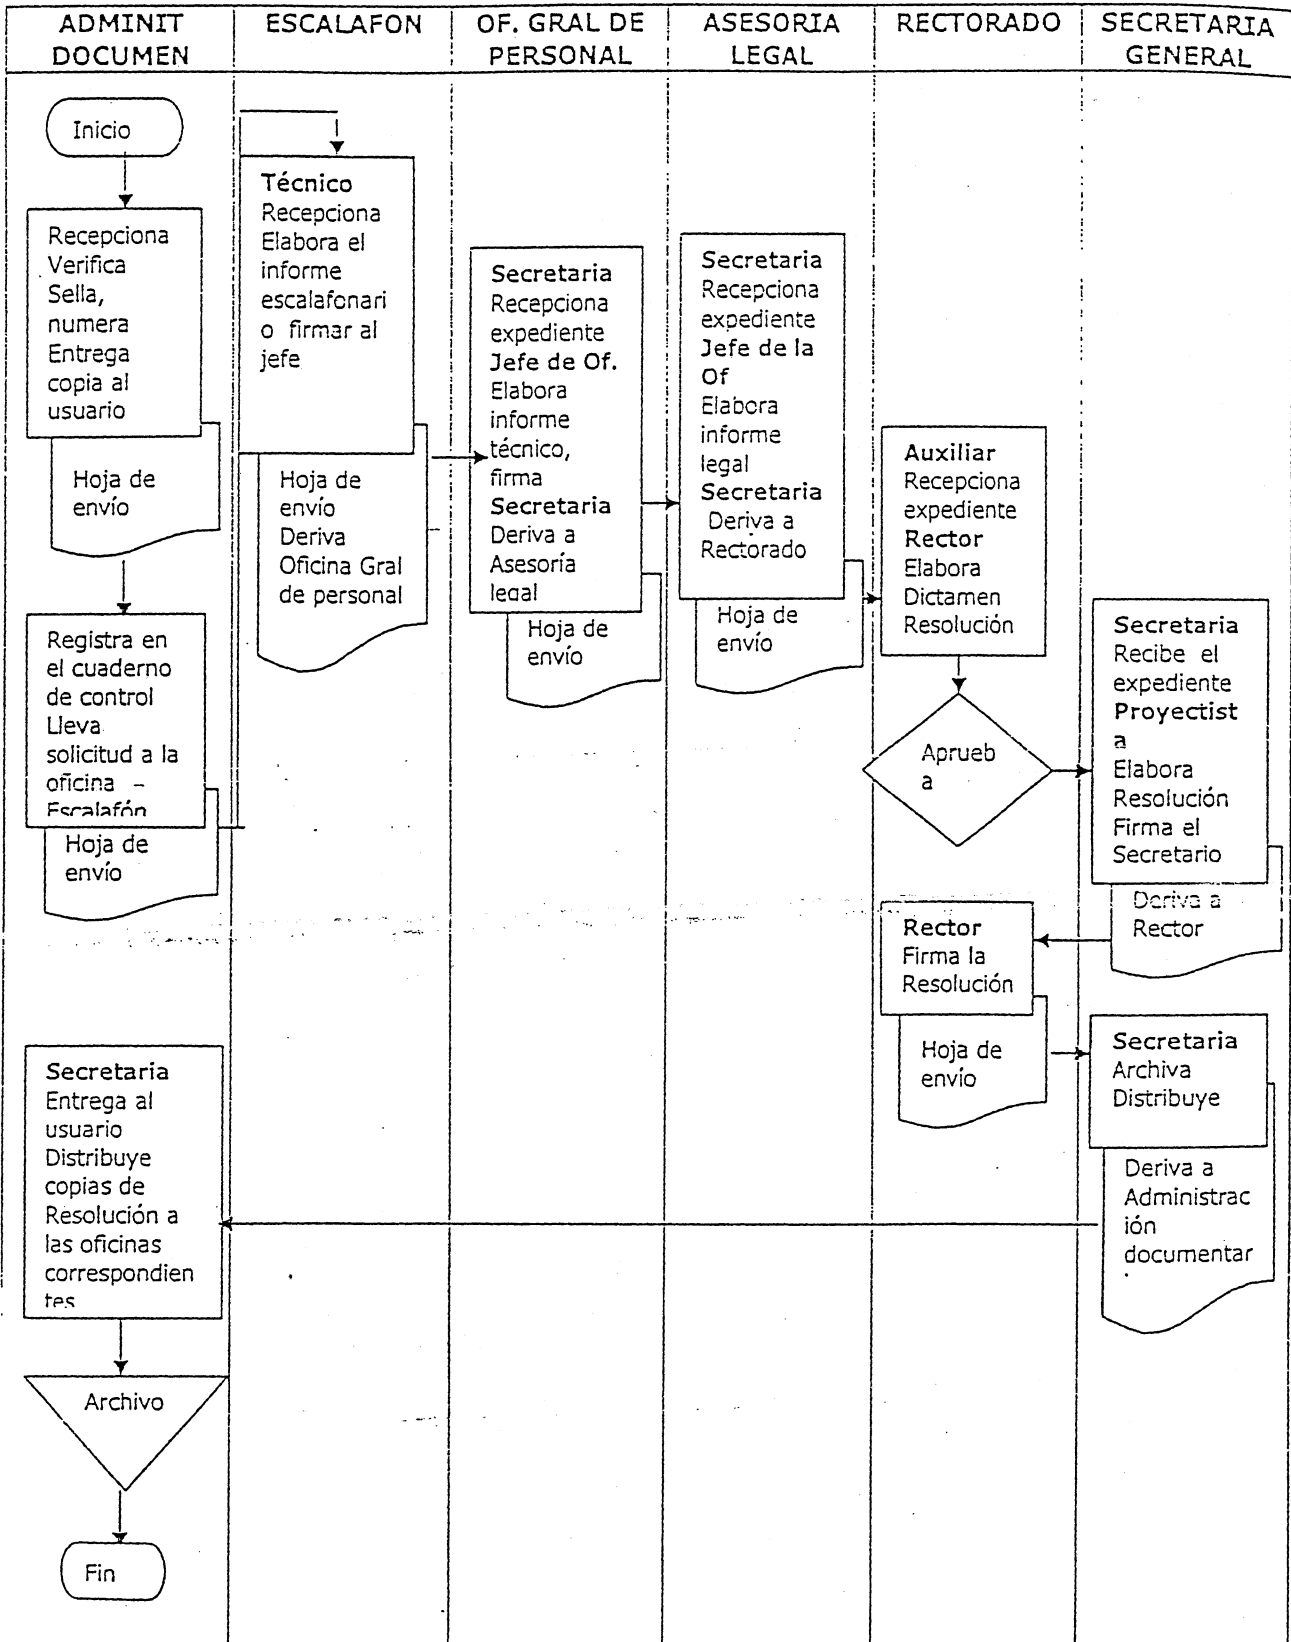 ADMINIT
DOCUMEN
ESCALAFON
OF. GRAL DE
PERSONAL
ASESORIA
LEGAL
RECTORADO
SECRETARIA
GENERAL
Inicio
Recepciona
Verifica
Sella,
numera
Entrega
copia al
usuario
Hoja de
envío
Registra en
el cuaderno
de control
Lleva
solicitud a la
oficina –
Escalafón
Hoja de
envío
Técnico
Recepciona
Elabora el
informe
escalafonari
o firmar al
jefe
Hoja de
envío
Deriva
Oficina Gral
de personal
Secretaria
Recepciona
expediente
Jefe de Of.
Elabora
informe
técnico,
firma
Secretaria
Deriva a
Asesoría
legal
Hoja de
envío
Secretaria
Recepciona
expediente
Jefe de la
Of
Elabora
informe
legal
Secretaria
Deriva a
Rectorado
Hoja de
envío
Auxiliar
Recepciona
expediente
Rector
Elabora
Dictamen
Resolución
Aprueb
a
Secretaria
Recibe el
expediente
Proyectist
a
Elabora
Resolución
Firma el
Secretario
Deriva a
Rector
Rector
Firma la
Resolución
Hoja de
envío
Secretaria
Archiva
Distribuye
Deriva a
Administrac
ión
documentar
Secretaria
Entrega al
usuario
Distribuye
copias de
Resolución a
las oficinas
correspondien
tes
Archivo
Fin